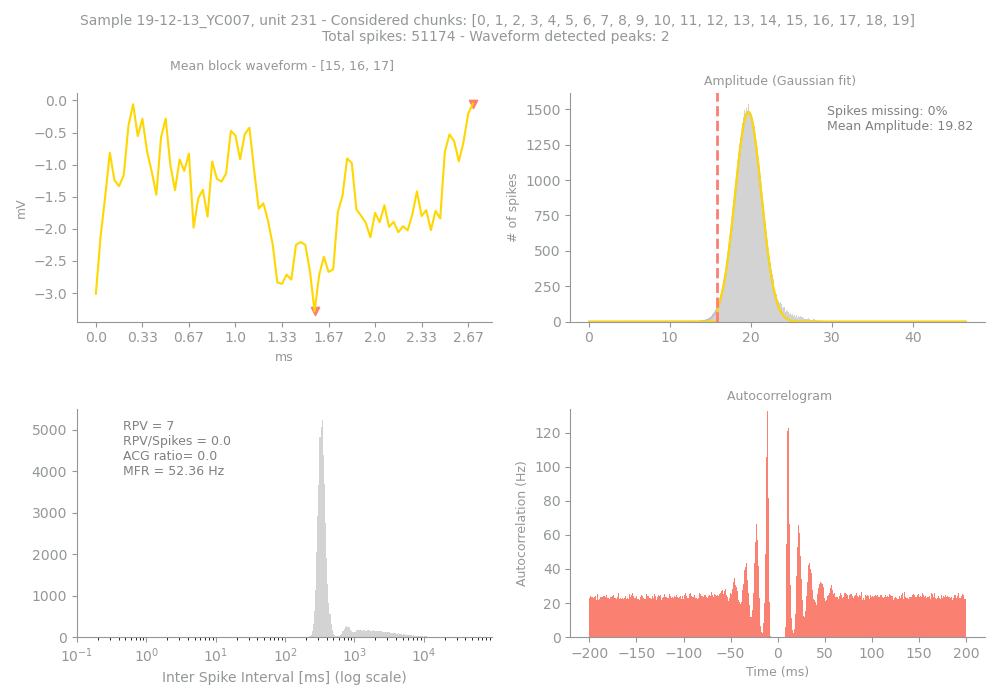 Sample 19-12-13_YC007, unit 231 - Considered chunks: [0, 1, 2, 3, 4, 5, 6, 7, 8, 9, 10, 11, 12, 13, 14, 15, 16, 17, 18, 19]
Total spikes: 51174 - Waveform detected peaks: 2
Mean block waveform - [15, 16, 17]
0.0
−0.5
−1.0
−1.5
−2.0
−2.5
−3.0
mV
0.0 0.33 0.67 1.0 1.33 1.67 2.0 2.33 2.67
ms
Amplitude (Gaussian fit)
Spikes missing: 0%
Mean Amplitude: 19.82
1500
1250
1000
750
500
250
0
# of spikes
0 10 20 30 40
RPV = 7
RPV/Spikes = 0.0
ACG ratio= 0.0
MFR = 52.36 Hz
5000
4000
3000
2000
1000
0
10⁻¹ 10⁰ 10¹ 10² 10³ 10⁴
Inter Spike Interval [ms] (log scale)
Autocorrelogram
120
100
80
60
40
20
0
Autocorrelation (Hz)
−200 −150 −100 −50 0 50 100 150 200
Time (ms)